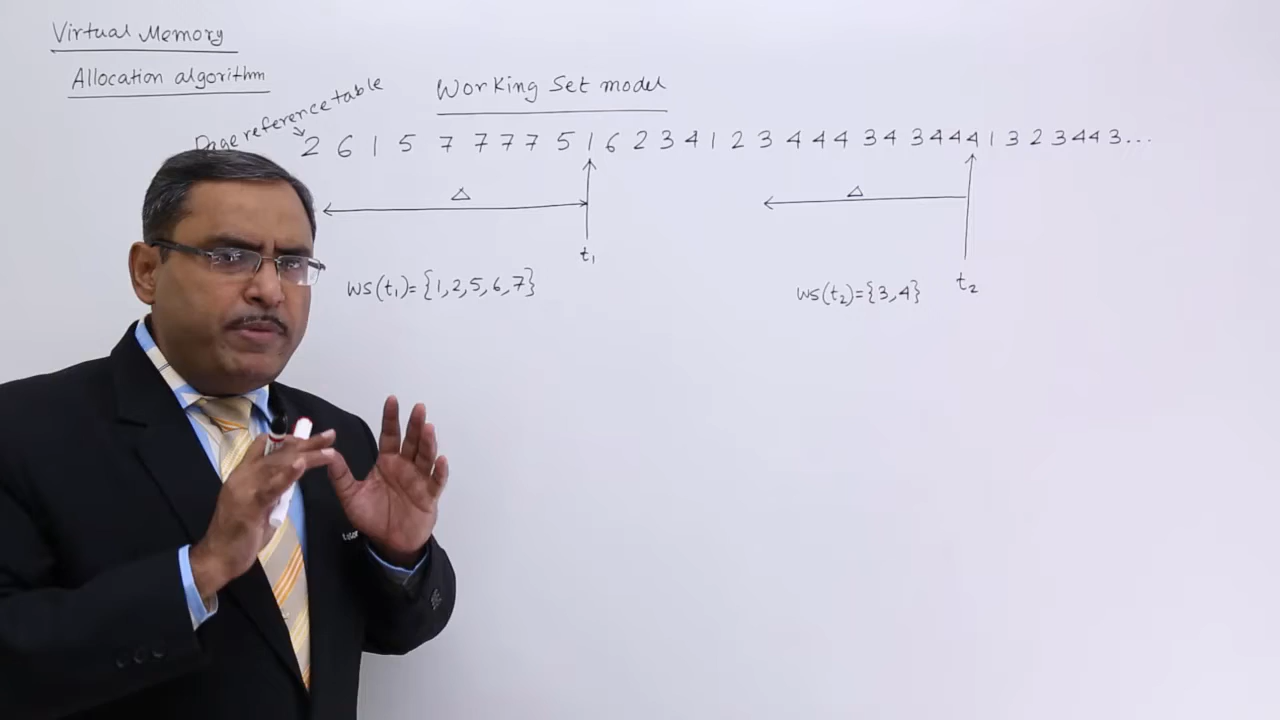 Virtual Memory
Allocation algorithm
Working Set model
Page reference table
2 6 1 5 7 7 7 7 5 1 6 2 3 4 1 2 3 4 4 4 3 4 3 4 4 4 1 3 2 3 4 4 3...
Δ Δ
t₁
t₂
WS(t₁)={1,2,5,6,7}
WS(t₂)={3,4}